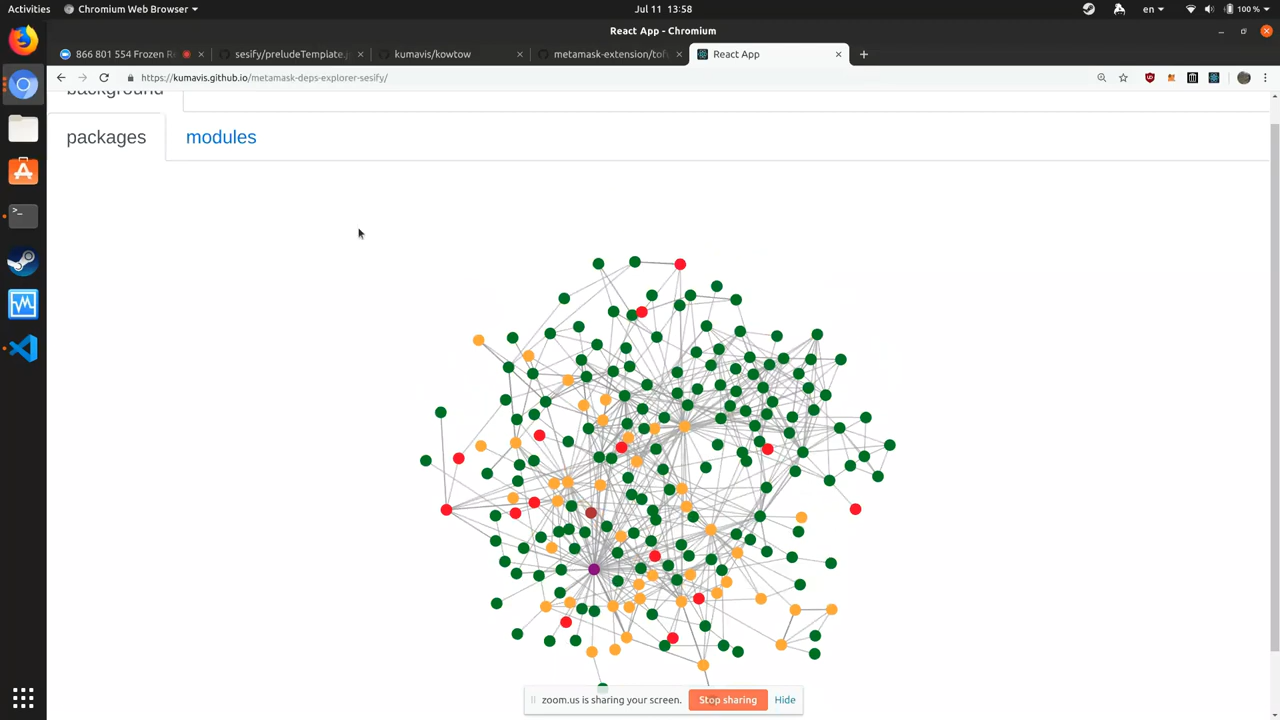 Activities Chromium Web Browser Jul 11 13:58 en 100 %
React App - Chromium
866 801 554 Frozen Re sesify/preludeTemplate.j kumavis/kowtow metamask-extension/tofu React App
https://kumavis.github.io/metamask-deps-explorer-sesify/
background
packages modules
zoom.us is sharing your screen. Stop sharing Hide